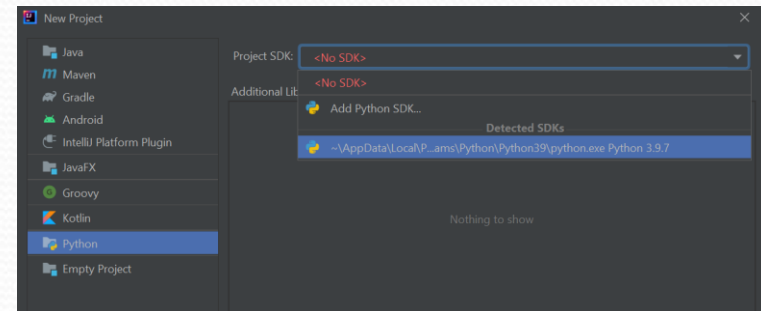 New Project
Java
Maven
Gradle
Android
IntelliJ Platform Plugin
JavaFX
Groovy
Kotlin
Python
Empty Project
Project SDK:
<No SDK>
<No SDK>
Additional Lib
Add Python SDK...
Detected SDKs
~\AppData\Local\P...ams\Python\Python39\python.exe Python 3.9.7
Nothing to show